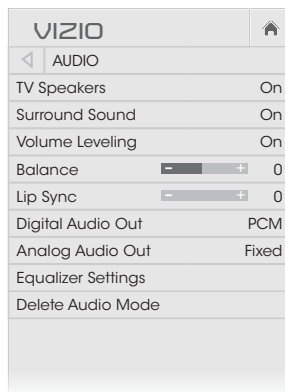 VIZIO
AUDIO
TV Speakers On
Surround Sound On
Volume Leveling On
Balance - + 0
Lip Sync - + 0
Digital Audio Out PCM
Analog Audio Out Fixed
Equalizer Settings
Delete Audio Mode